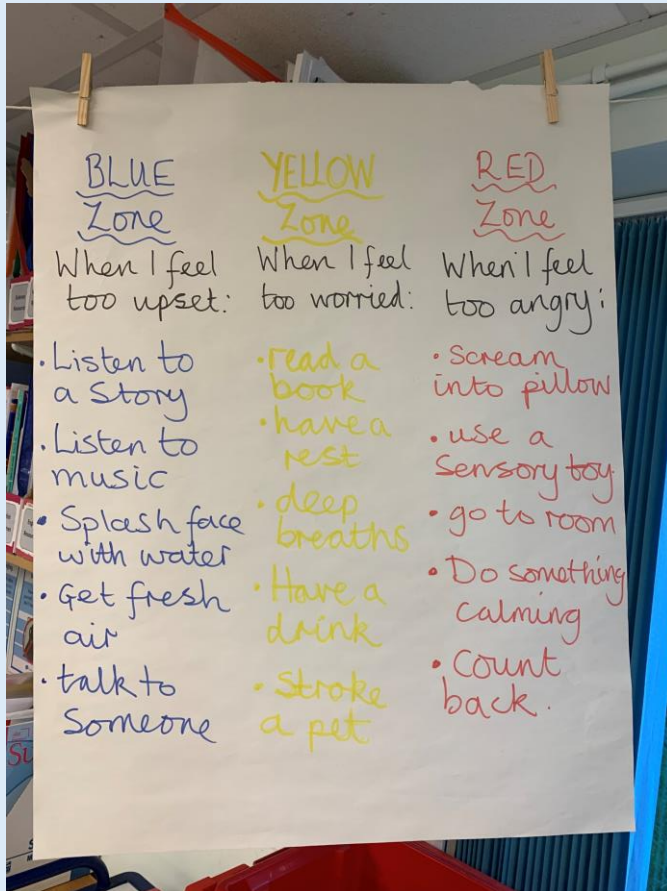 BLUE
Zone
When I feel
too upset:
• Listen to
a Story
• Listen to
music
• Splash face
with water
• Get fresh
air
• talk to
Someone
YELLOW
Zone
When I feel
too worried:
• read a
book
• have a
rest
• deep
breaths
• Have a
drink
• Stroke
a pet
RED
Zone
When I feel
too angry:
• Scream
into pillow
• use a
Sensory toy
• go to room
• Do something
calming
• Count
back.